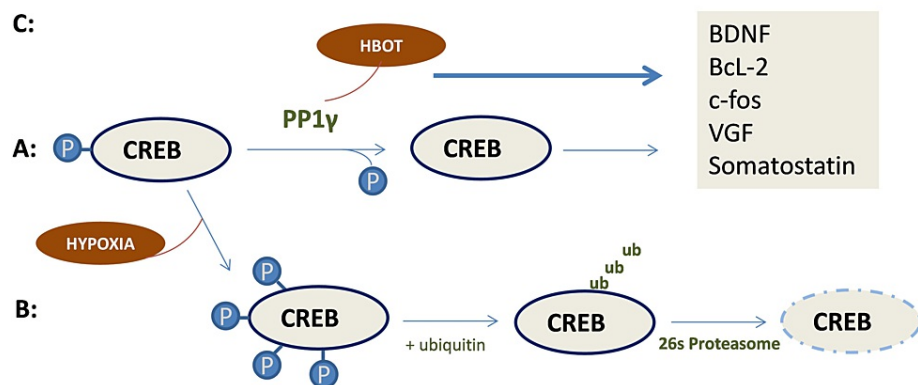 C:
HBOT
BDNF
BcL-2
c-fos
VGF
Somatostatin
PP1γ
A:
P
CREB
P
CREB
HYPOXIA
B:
P
P
P
P
CREB
+ ubiquitin
ub
ub
ub
CREB
26s Proteasome
CREB